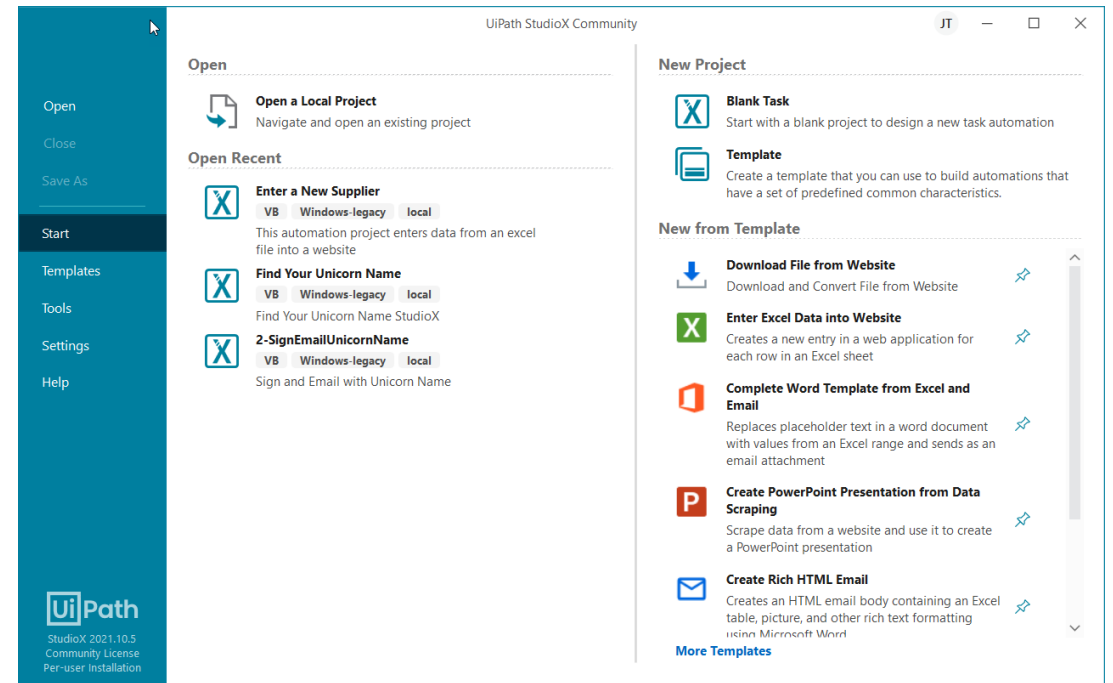 UiPath StudioX Community
JT
Open
Close
Save As
Start
Templates
Tools
Settings
Help
UiPath
StudioX 2021.10.5
Community License
Per-user Installation
Open
Open a Local Project
Navigate and open an existing project
Open Recent
Enter a New Supplier
VB Windows-legacy local
This automation project enters data from an excel
file into a website
Find Your Unicorn Name
VB Windows-legacy local
Find Your Unicorn Name StudioX
2-SignEmailUnicornName
VB Windows-legacy local
Sign and Email with Unicorn Name
New Project
Blank Task
Start with a blank project to design a new task automation
Template
Create a template that you can use to build automations that
have a set of predefined common characteristics.
New from Template
Download File from Website
Download and Convert File from Website
Enter Excel Data into Website
Creates a new entry in a web application for
each row in an Excel sheet
Complete Word Template from Excel and
Email
Replaces placeholder text in a word document
with values from an Excel range and sends as an
email attachment
Create PowerPoint Presentation from Data
Scraping
Scrape data from a website and use it to create
a PowerPoint presentation
Create Rich HTML Email
Creates an HTML email body containing an Excel
table, picture, and other rich text formatting
using Microsoft Word
More Templates